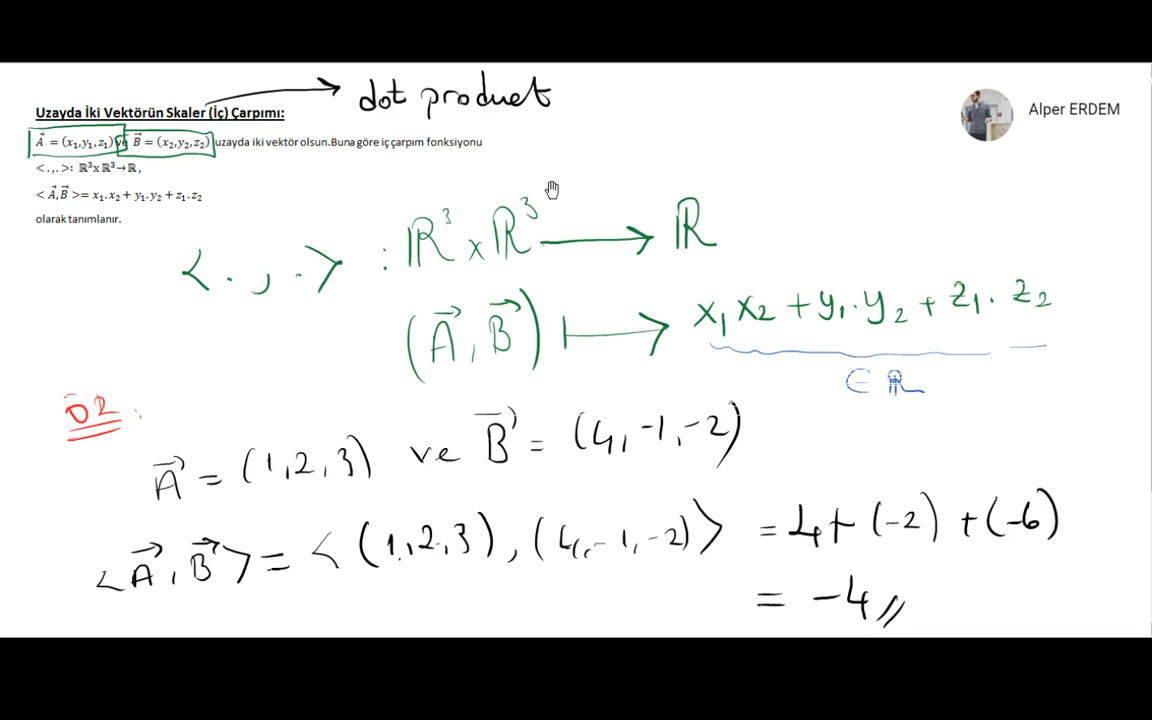 dot product
Uzayda İki Vektörün Skaler (İç) Çarpımı:
Alper ERDEM
A⃗ = (x₁,y₁,z₁) ve B⃗ = (x₂,y₂,z₂) uzayda iki vektör olsun.Buna göre iç çarpım fonksiyonu
<.,.>: ℝ³xℝ³→ℝ,
< A⃗,B⃗ >= x₁.x₂ + y₁.y₂ + z₁.z₂
olarak tanımlanır.
< . , . > : ℝ³ x ℝ³ ⟶ ℝ
(A⃗, B⃗) ⟼ x₁ x₂ + y₁.y₂ + z₁. z₂
∈ ℝ
ÖR:
A⃗ = (1,2,3) ve B⃗ = (4,-1,-2)
<A⃗, B⃗> = <(1,2,3), (4,-1,-2)> = 4+(-2)+(-6)
= -4//